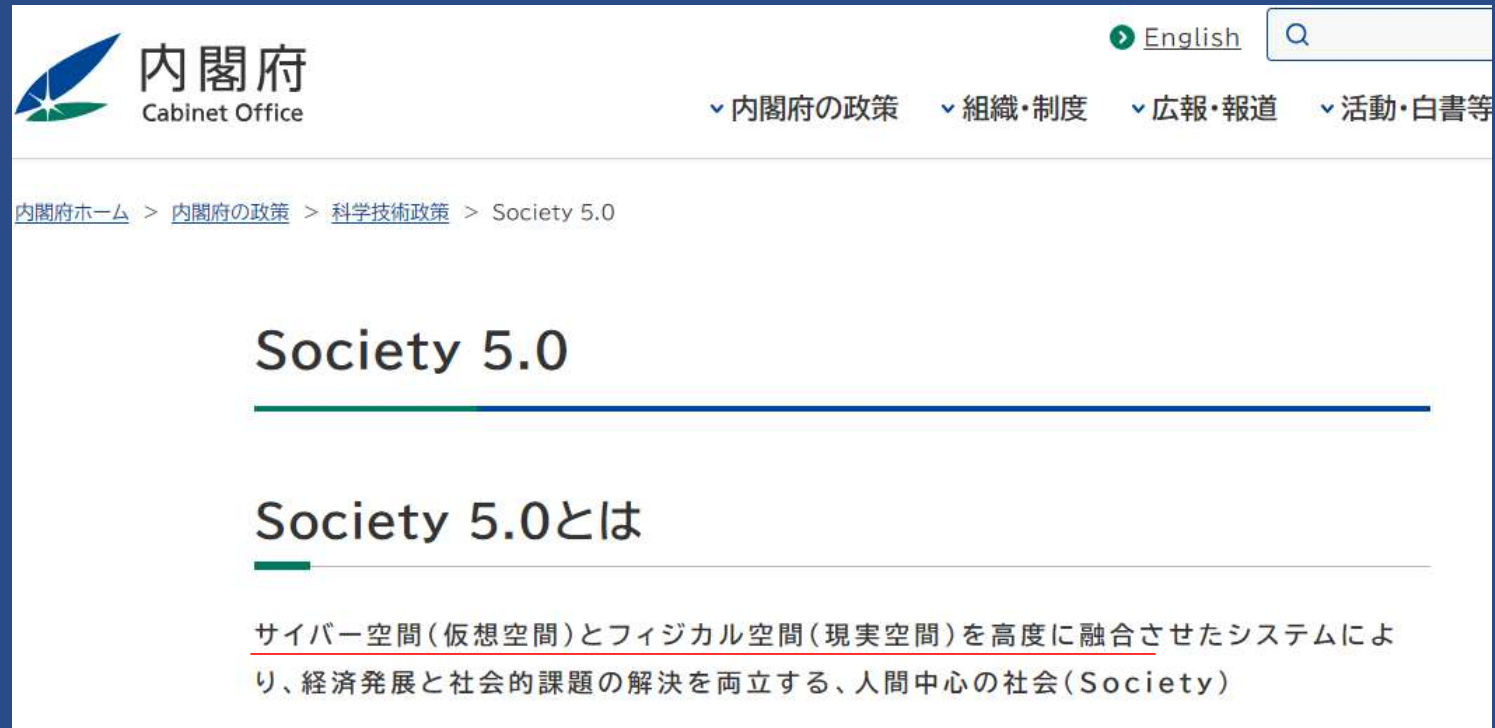 内閣府
Cabinet Office
English
内閣府の政策 組織・制度 広報・報道 活動・白書等
内閣府ホーム > 内閣府の政策 > 科学技術政策 > Society 5.0
Society 5.0
Society 5.0とは
サイバー空間(仮想空間)とフィジカル空間(現実空間)を高度に融合させたシステムによ
り、経済発展と社会的課題の解決を両立する、人間中心の社会(Society)